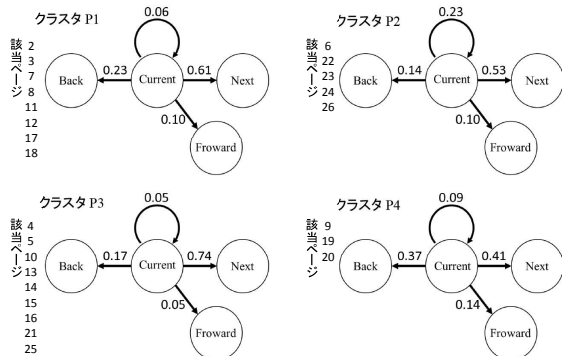 クラスタ P1
該当ページ
2
3
7
8
11
12
17
18
0.06
Back
0.23
Current
0.61
Next
0.10
Froward
クラスタ P2
該当ページ
6
22
23
24
26
0.23
Back
0.14
Current
0.53
Next
0.10
Froward
クラスタ P3
該当ページ
4
5
10
13
14
15
16
21
25
0.05
Back
0.17
Current
0.74
Next
0.05
Froward
クラスタ P4
該当ページ
9
19
20
0.09
Back
0.37
Current
0.41
Next
0.14
Froward